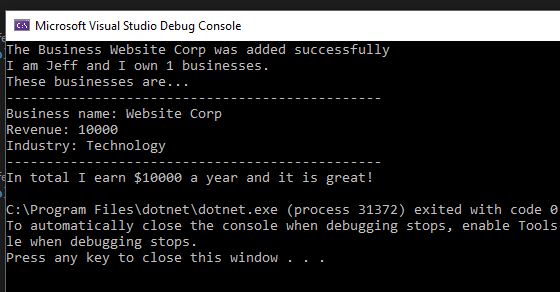 Microsoft Visual Studio Debug Console
The Business Website Corp was added successfully
I am Jeff and I own 1 businesses.
These businesses are...
-----------------------------------------------
Business name: Website Corp
Revenue: 10000
Industry: Technology
-----------------------------------------------
In total I earn $10000 a year and it is great!
C:\Program Files\dotnet\dotnet.exe (process 31372) exited with code 0
To automatically close the console when debugging stops, enable Tools
le when debugging stops.
Press any key to close this window . . .